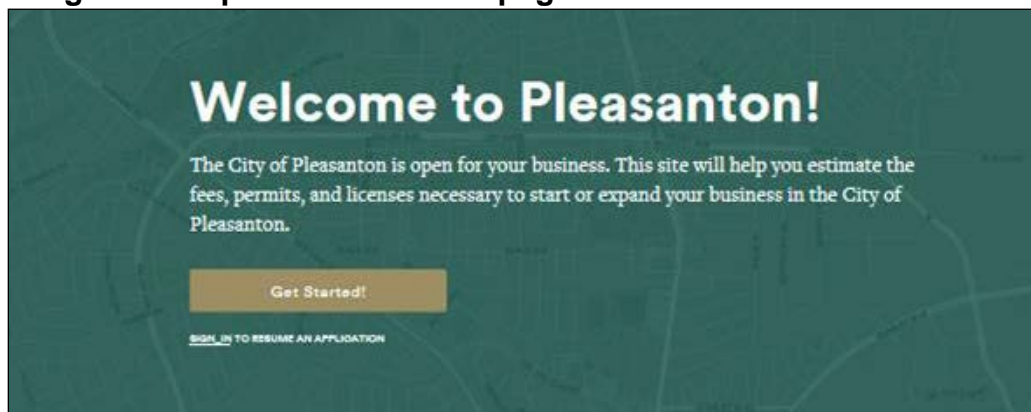 Welcome to Pleasanton!
The City of Pleasanton is open for your business. This site will help you estimate the
fees, permits, and licenses necessary to start or expand your business in the City of
Pleasanton.
Get Started!
SIGN_IN TO RESUME AN APPLICATION